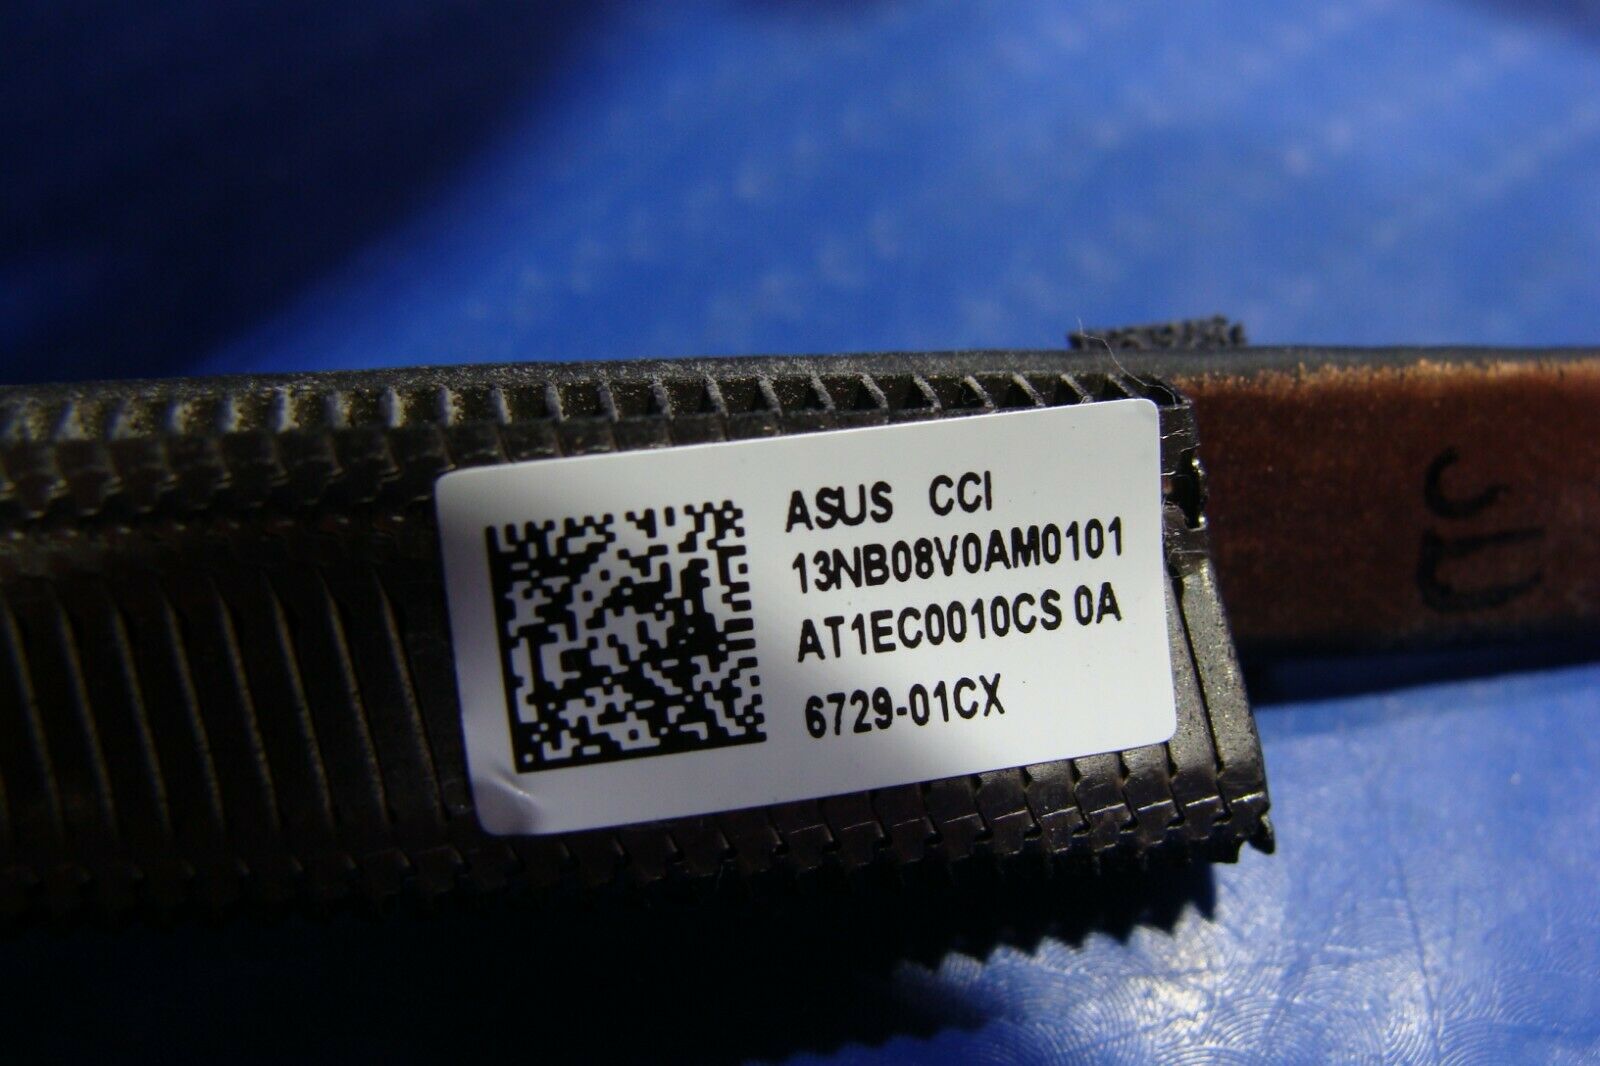 ASUS CCI
13NB08V0AM0101
AT1EC0010CS 0A
6729-01CX